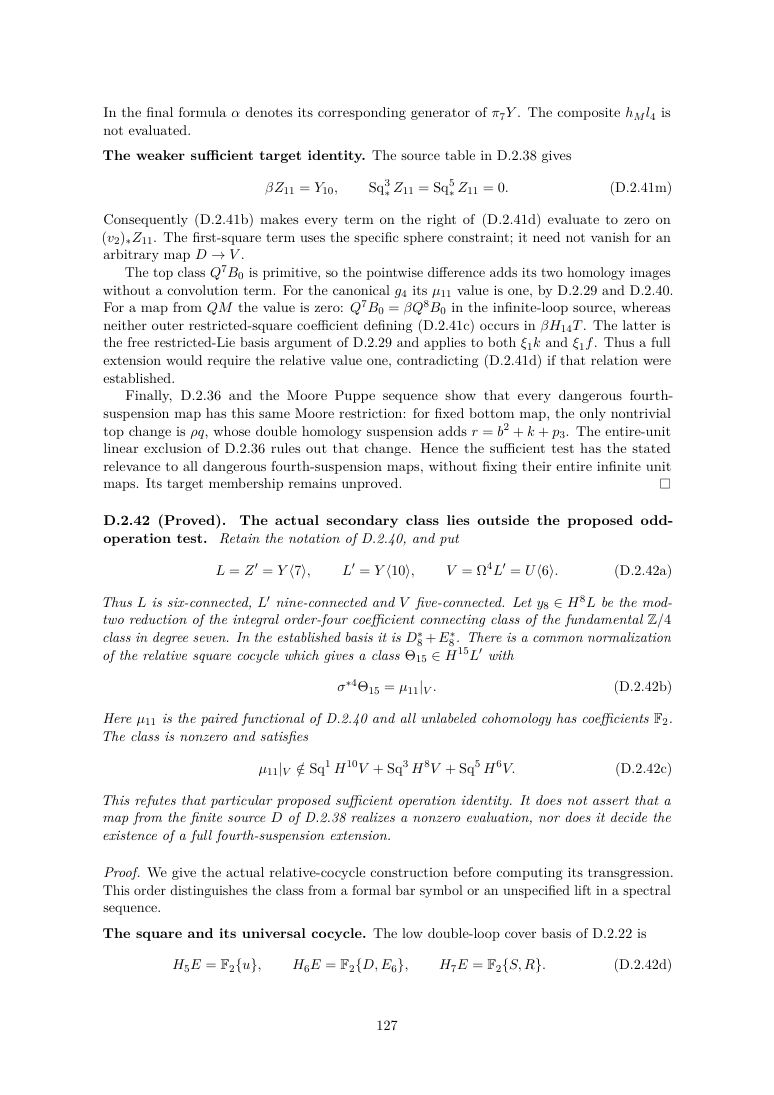 In the final formula α denotes its corresponding generator of π₇Y. The composite h_M l₄ is
not evaluated.
The weaker sufficient target identity. The source table in D.2.38 gives
βZ₁₁ = Y₁₀, Sq³_* Z₁₁ = Sq⁵_* Z₁₁ = 0. (D.2.41m)
Consequently (D.2.41b) makes every term on the right of (D.2.41d) evaluate to zero on
(v₂)_*Z₁₁. The first-square term uses the specific sphere constraint; it need not vanish for an
arbitrary map D → V.
The top class Q⁷B₀ is primitive, so the pointwise difference adds its two homology images
without a convolution term. For the canonical g₄ its μ₁₁ value is one, by D.2.29 and D.2.40.
For a map from QM the value is zero: Q⁷B₀ = βQ⁸B₀ in the infinite-loop source, whereas
neither outer restricted-square coefficient defining (D.2.41c) occurs in βH₁₄T. The latter is
the free restricted-Lie basis argument of D.2.29 and applies to both ξ₁k and ξ₁f. Thus a full
extension would require the relative value one, contradicting (D.2.41d) if that relation were
established.
Finally, D.2.36 and the Moore Puppe sequence show that every dangerous fourth-
suspension map has this same Moore restriction: for fixed bottom map, the only nontrivial
top change is ρq, whose double homology suspension adds r = b² + k + p₃. The entire-unit
linear exclusion of D.2.36 rules out that change. Hence the sufficient test has the stated
relevance to all dangerous fourth-suspension maps, without fixing their entire infinite unit
maps. Its target membership remains unproved. □
D.2.42 (Proved). The actual secondary class lies outside the proposed odd-
operation test. Retain the notation of D.2.40, and put
L = Z′ = Y⟨7⟩, L′ = Y⟨10⟩, V = Ω⁴L′ = U⟨6⟩. (D.2.42a)
Thus L is six-connected, L′ nine-connected and V five-connected. Let y₈ ∈ H⁸L be the mod-
two reduction of the integral order-four coefficient connecting class of the fundamental ℤ/4
class in degree seven. In the established basis it is D₈* + E₈*. There is a common normalization
of the relative square cocycle which gives a class Θ₁₅ ∈ H¹⁵L′ with
σ*⁴Θ₁₅ = μ₁₁|_V. (D.2.42b)
Here μ₁₁ is the paired functional of D.2.40 and all unlabeled cohomology has coefficients 𝔽₂.
The class is nonzero and satisfies
μ₁₁|_V ∉ Sq¹ H¹⁰V + Sq³ H⁸V + Sq⁵ H⁶V. (D.2.42c)
This refutes that particular proposed sufficient operation identity. It does not assert that a
map from the finite source D of D.2.38 realizes a nonzero evaluation, nor does it decide the
existence of a full fourth-suspension extension.
Proof. We give the actual relative-cocycle construction before computing its transgression.
This order distinguishes the class from a formal bar symbol or an unspecified lift in a spectral
sequence.
The square and its universal cocycle. The low double-loop cover basis of D.2.22 is
H₅E = 𝔽₂{u}, H₆E = 𝔽₂{D, E₆}, H₇E = 𝔽₂{S, R}. (D.2.42d)
127